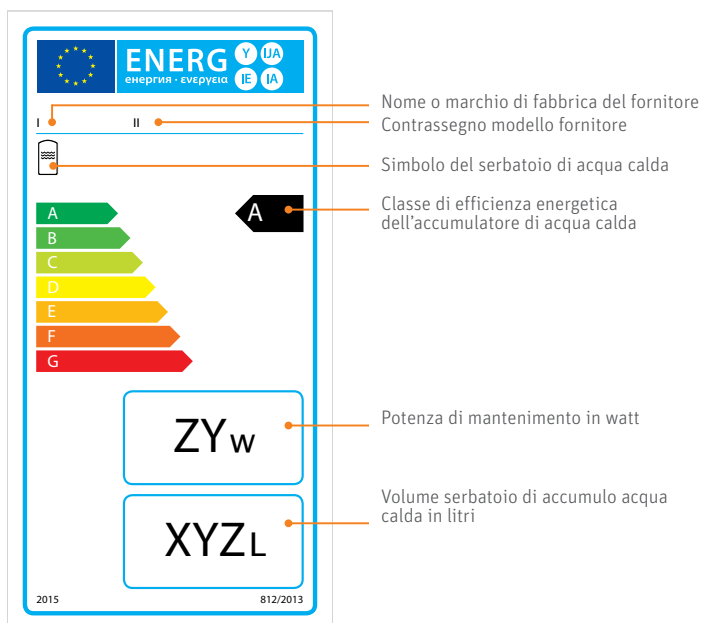 ENERG Y IJA
енергия · ενεργεια IE IA
Nome o marchio di fabbrica del fornitore
I II
Contrassegno modello fornitore
Simbolo del serbatoio di acqua calda
Classe di efficienza energetica
dell'accumulatore di acqua calda
A
A
B
C
D
E
F
G
Potenza di mantenimento in watt
ZYW
Volume serbatoio di accumulo acqua
calda in litri
XYZL
2015 812/2013